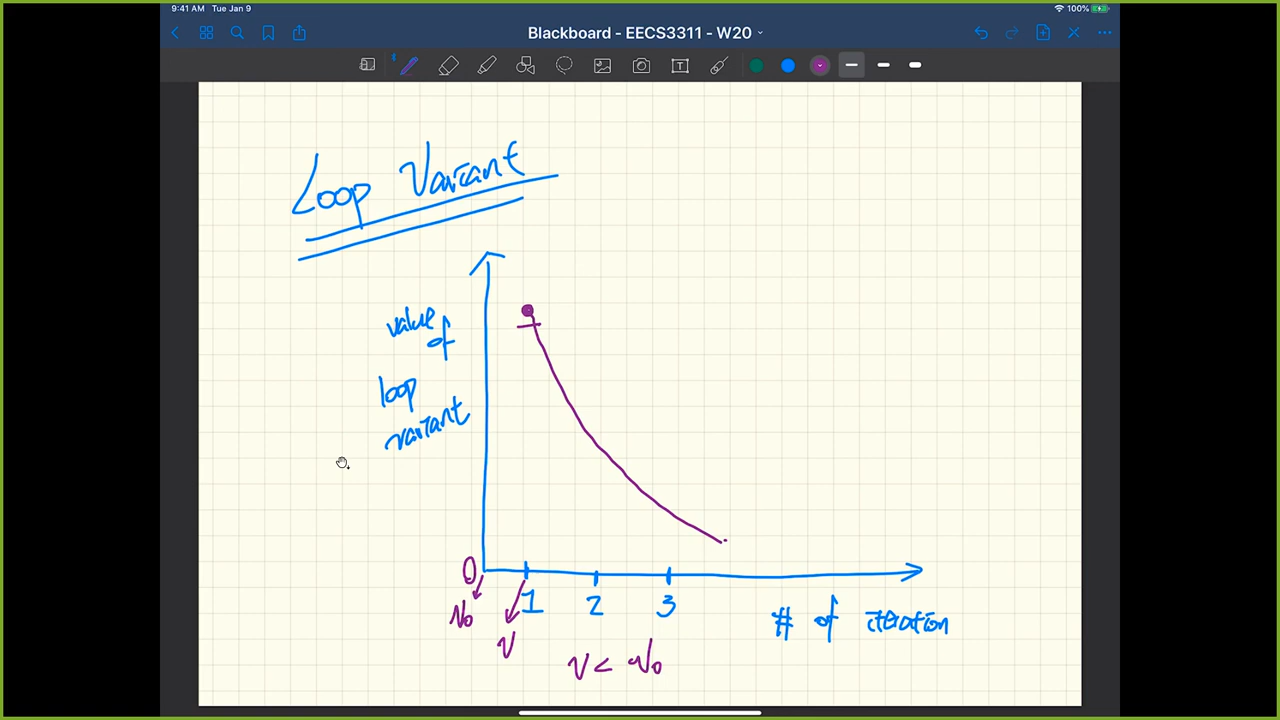 9:41 AM Tue Jan 9
100%
Blackboard - EECS3311 - W20
Loop Variant
value
of
loop
variant
0
1 2 3
# of iteration
V0
V
V < V0